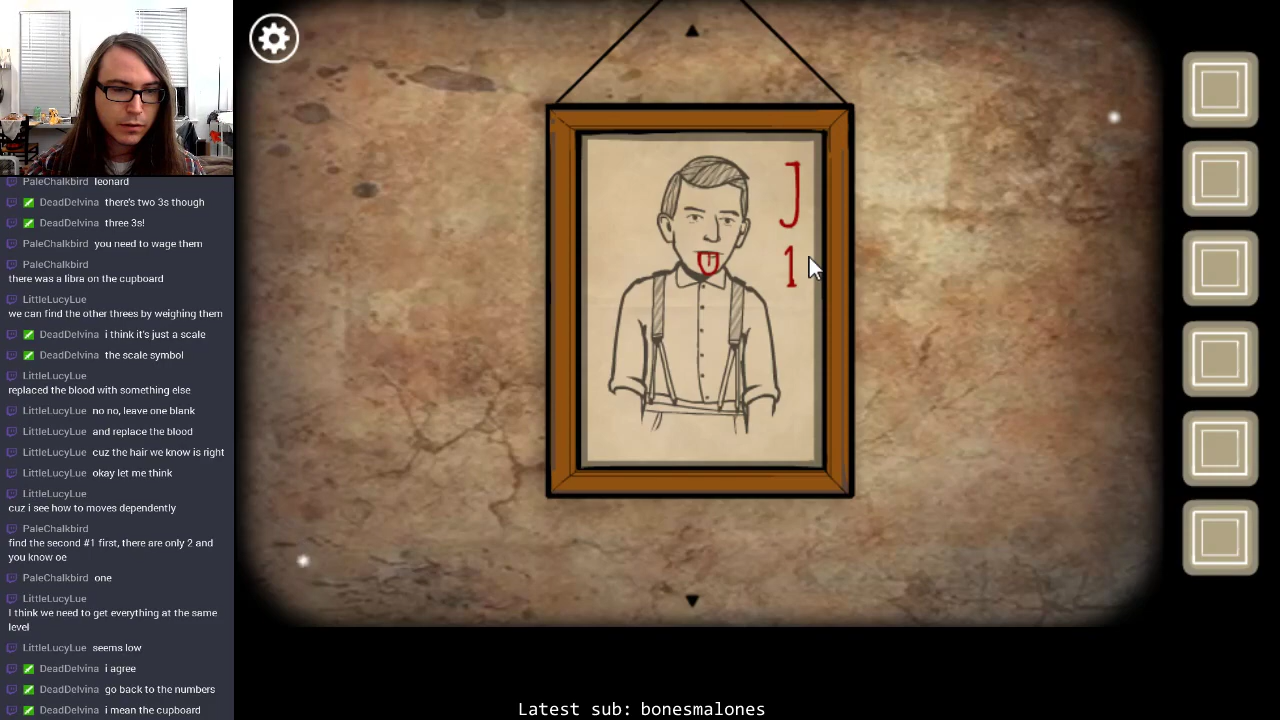 PaleChalkbird leonard
DeadDelvina there's two 3s though
DeadDelvina three 3s!
PaleChalkbird you need to wage them
PaleChalkbird
there was a libra on the cupboard
LittleLucyLue
we can find the other threes by weighing them
DeadDelvina i think it's just a scale
DeadDelvina the scale symbol
LittleLucyLue
replaced the blood with something else
LittleLucyLue no no, leave one blank
LittleLucyLue and replace the blood
LittleLucyLue cuz the hair we know is right
LittleLucyLue okay let me think
LittleLucyLue
cuz i see how to moves dependently
PaleChalkbird
find the second #1 first, there are only 2 and
you know oe
PaleChalkbird one
LittleLucyLue
I think we need to get everything at the same
level
LittleLucyLue seems low
DeadDelvina i agree
DeadDelvina go back to the numbers
DeadDelvina i mean the cupboard
J
1
Latest sub: bonesmalones